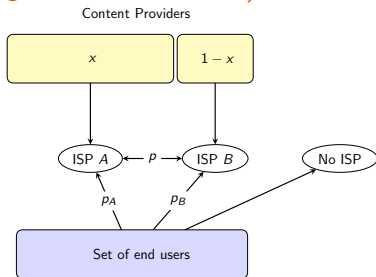 Content Providers
x
1 − x
ISP A
p
ISP B
No ISP
pA
pB
Set of end users